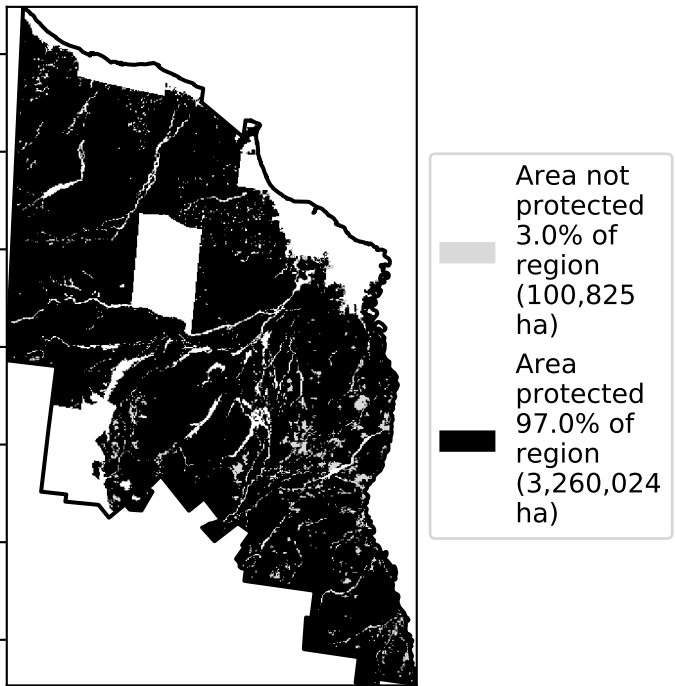 Area not
protected
3.0% of
region
(100,825
ha)
Area
protected
97.0% of
region
(3,260,024
ha)